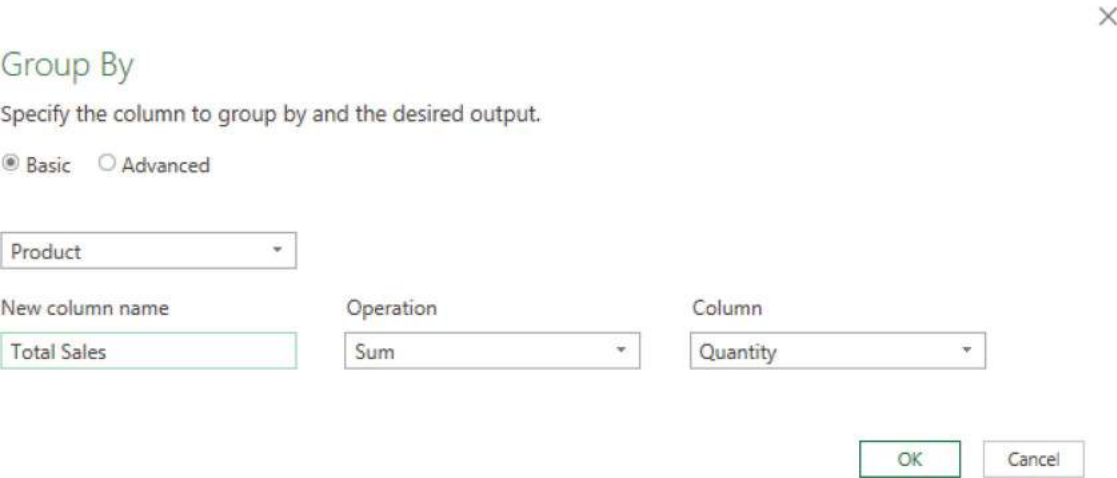 Group By
Specify the column to group by and the desired output.
Basic Advanced
Product
New column name Operation Column
Total Sales Sum Quantity
OK Cancel